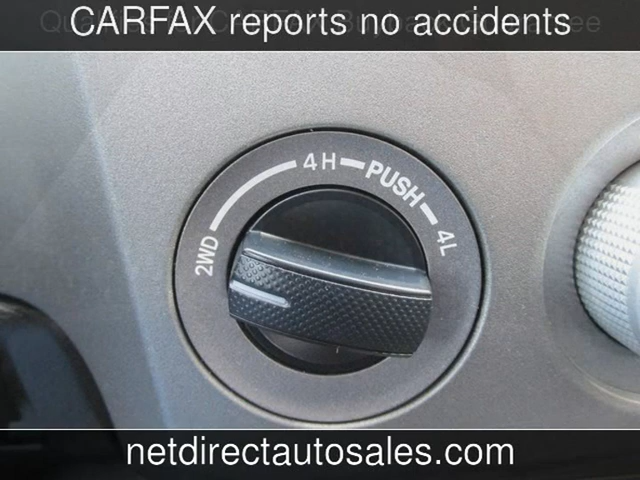 CARFAX reports no accidents
2WD 4H PUSH 4L
netdirectautosales.com